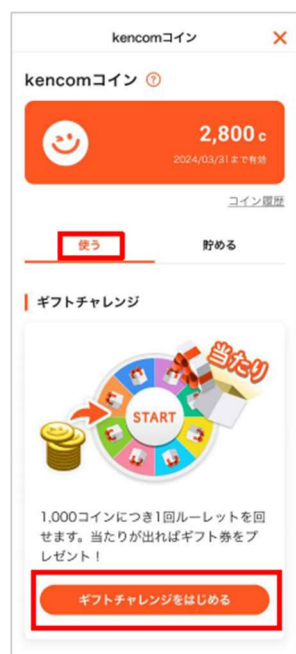 kencomコイン
kencomコイン ?
2,800 c
2024/03/31まで有効
コイン履歴
使う
貯める
ギフトチャレンジ
当たり
START
1,000コインにつき1回ルーレットを回
せます。当たりが出ればギフト券をプ
レゼント！
ギフトチャレンジをはじめる